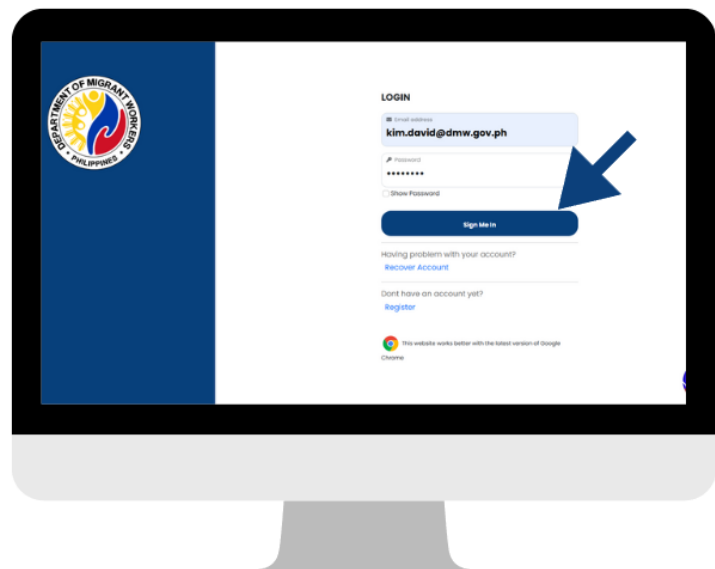 DEPARTMENT OF MIGRANT WORKERS
PHILIPPINES
LOGIN
Email address
kim.david@dmw.gov.ph
Password
********
Show Password
Sign Me In
Having problem with your account?
Recover Account
Dont have an account yet?
Register
This website works better with the latest version of Google
Chrome